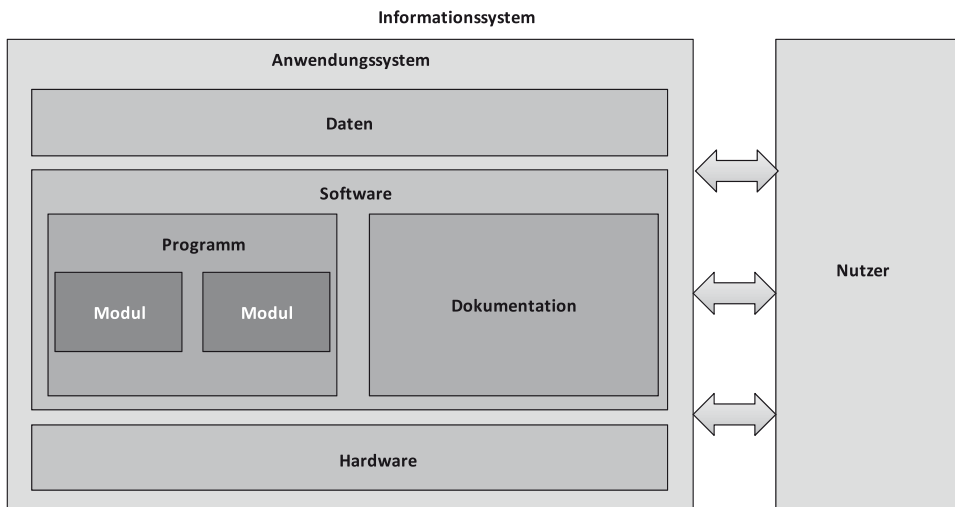 Informationssystem
Anwendungssystem
Daten
Software
Programm
Modul
Modul
Dokumentation
Hardware
Nutzer